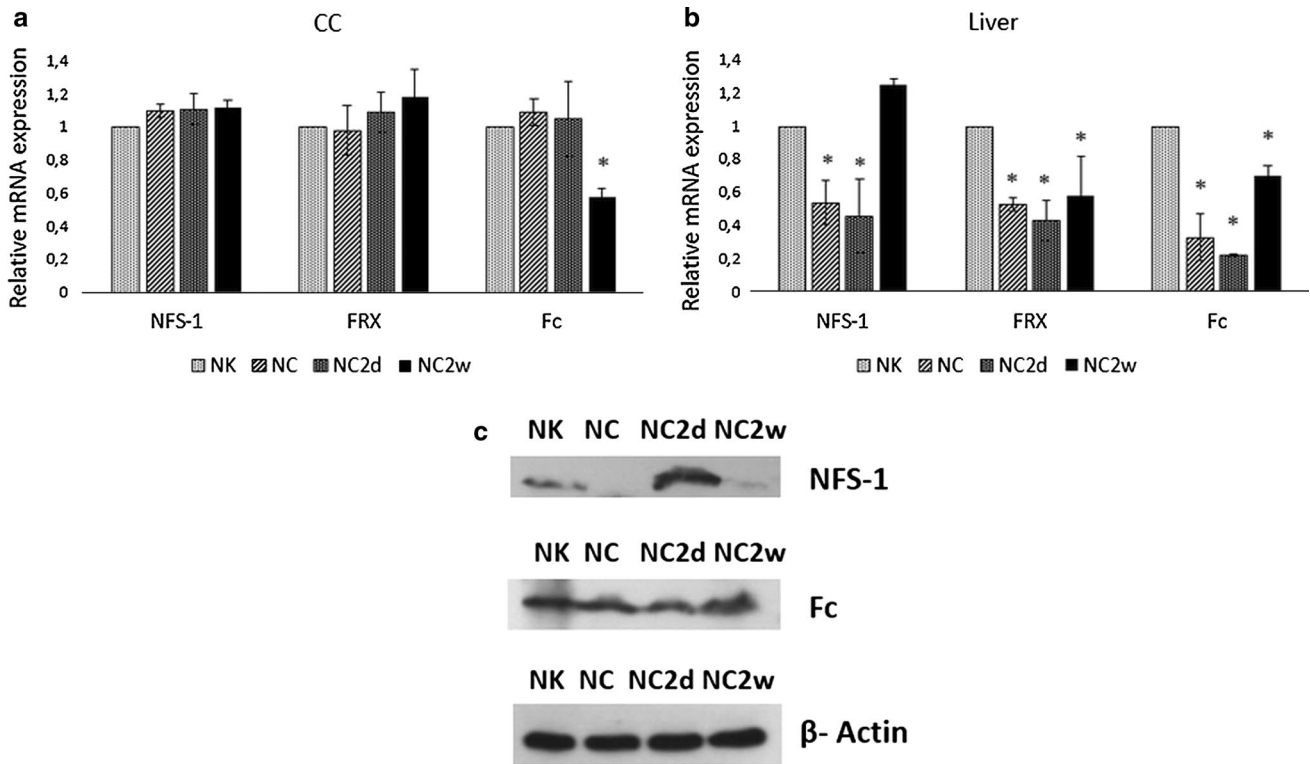 a
CC
Relative mRNA expression
1,4
1,2
1
0,8
0,6
0,4
0,2
0
*
NFS-1 FRX Fc
NK NC NC2d NC2w
b
Liver
Relative mRNA expression
1,4
1,2
1
0,8
0,6
0,4
0,2
0
* * * * * * * *
NFS-1 FRX Fc
NK NC NC2d NC2w
c
NK NC NC2d NC2w
NFS-1
NK NC NC2d NC2w
Fc
NK NC NC2d NC2w
β- Actin